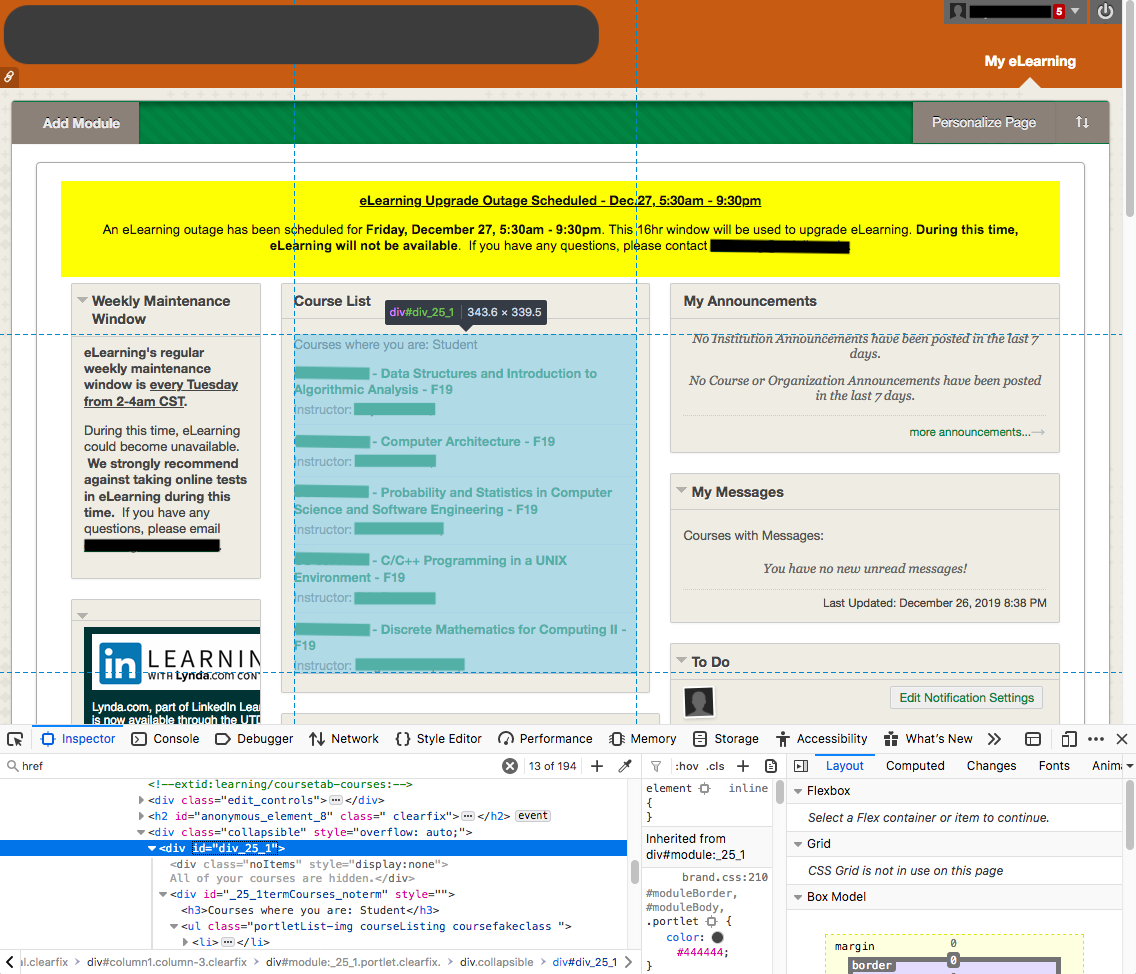 5
My eLearning
Add Module
Personalize Page
eLearning Upgrade Outage Scheduled - Dec.27, 5:30am - 9:30pm
An eLearning outage has been scheduled for Friday, December 27, 5:30am - 9:30pm. This 16hr window will be used to upgrade eLearning. During this time,
eLearning will not be available. If you have any questions, please contact
Weekly Maintenance
Window
eLearning's regular
weekly maintenance
window is every Tuesday
from 2-4am CST.
During this time, eLearning
could become unavailable.
We strongly recommend
against taking online tests
in eLearning during this
time. If you have any
questions, please email
in LEARNIN
WITH Lynda.com CON
Lynda.com, part of LinkedIn Lear
is now available through the UTD
Course List
div#div_25_1 343.6 × 339.5
Courses where you are: Student
- Data Structures and Introduction to
Algorithmic Analysis - F19
Instructor:
- Computer Architecture - F19
Instructor:
- Probability and Statistics in Computer
Science and Software Engineering - F19
Instructor:
- C/C++ Programming in a UNIX
Environment - F19
Instructor:
- Discrete Mathematics for Computing II -
F19
Instructor:
My Announcements
No Institution Announcements have been posted in the last 7
days.
No Course or Organization Announcements have been posted
in the last 7 days.
more announcements...→
My Messages
Courses with Messages:
You have no new unread messages!
Last Updated: December 26, 2019 8:38 PM
To Do
Edit Notification Settings
Inspector Console Debugger Network {} Style Editor Performance Memory Storage Accessibility What's New
href
13 of 194
<!--extid:learning/coursetab-courses:-->
<div class="edit_controls">…</div>
<h2 id="anonymous_element_8" class=" clearfix">…</h2> event
<div class="collapsible" style="overflow: auto;">
<div id="div_25_1">
<div class="noItems" style="display:none">
All of your courses are hidden.</div>
<div id="_25_1termCourses_noterm" style="">
<h3>Courses where you are: Student</h3>
<ul class="portletList-img courseListing coursefakeclass ">
<li>…</li>
al.clearfix > div#column1.column-3.clearfix > div#module:_25_1.portlet.clearfix. > div.collapsible > div#div_25_1
:hov .cls +
element inline
{
}
Inherited from
div#module:_25_1
brand.css:210
#moduleBorder,
#moduleBody,
.portlet {
color: #444444;
}
Layout Computed Changes Fonts Anima
Flexbox
Select a Flex container or item to continue.
Grid
CSS Grid is not in use on this page
Box Model
margin 0
border 0